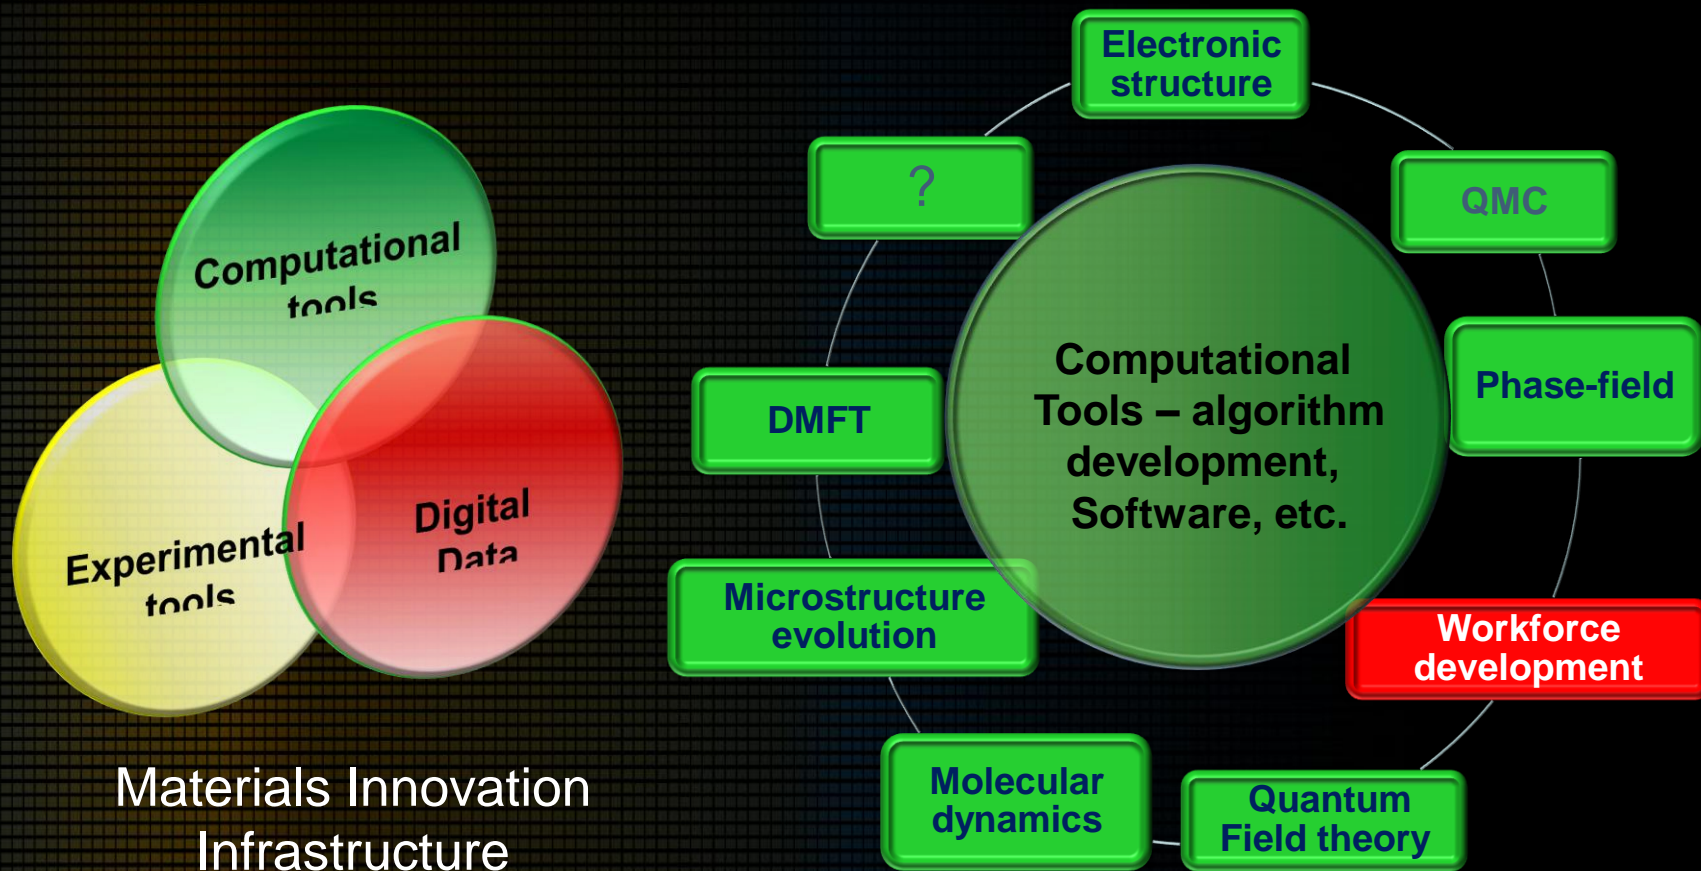 Computational
tools
Experimental
tools
Digital
Data
Materials Innovation
Infrastructure
Electronic
structure
QMC
Phase-field
Workforce
development
Quantum
Field theory
Molecular
dynamics
Microstructure
evolution
DMFT
?
Computational
Tools – algorithm
development,
Software, etc.